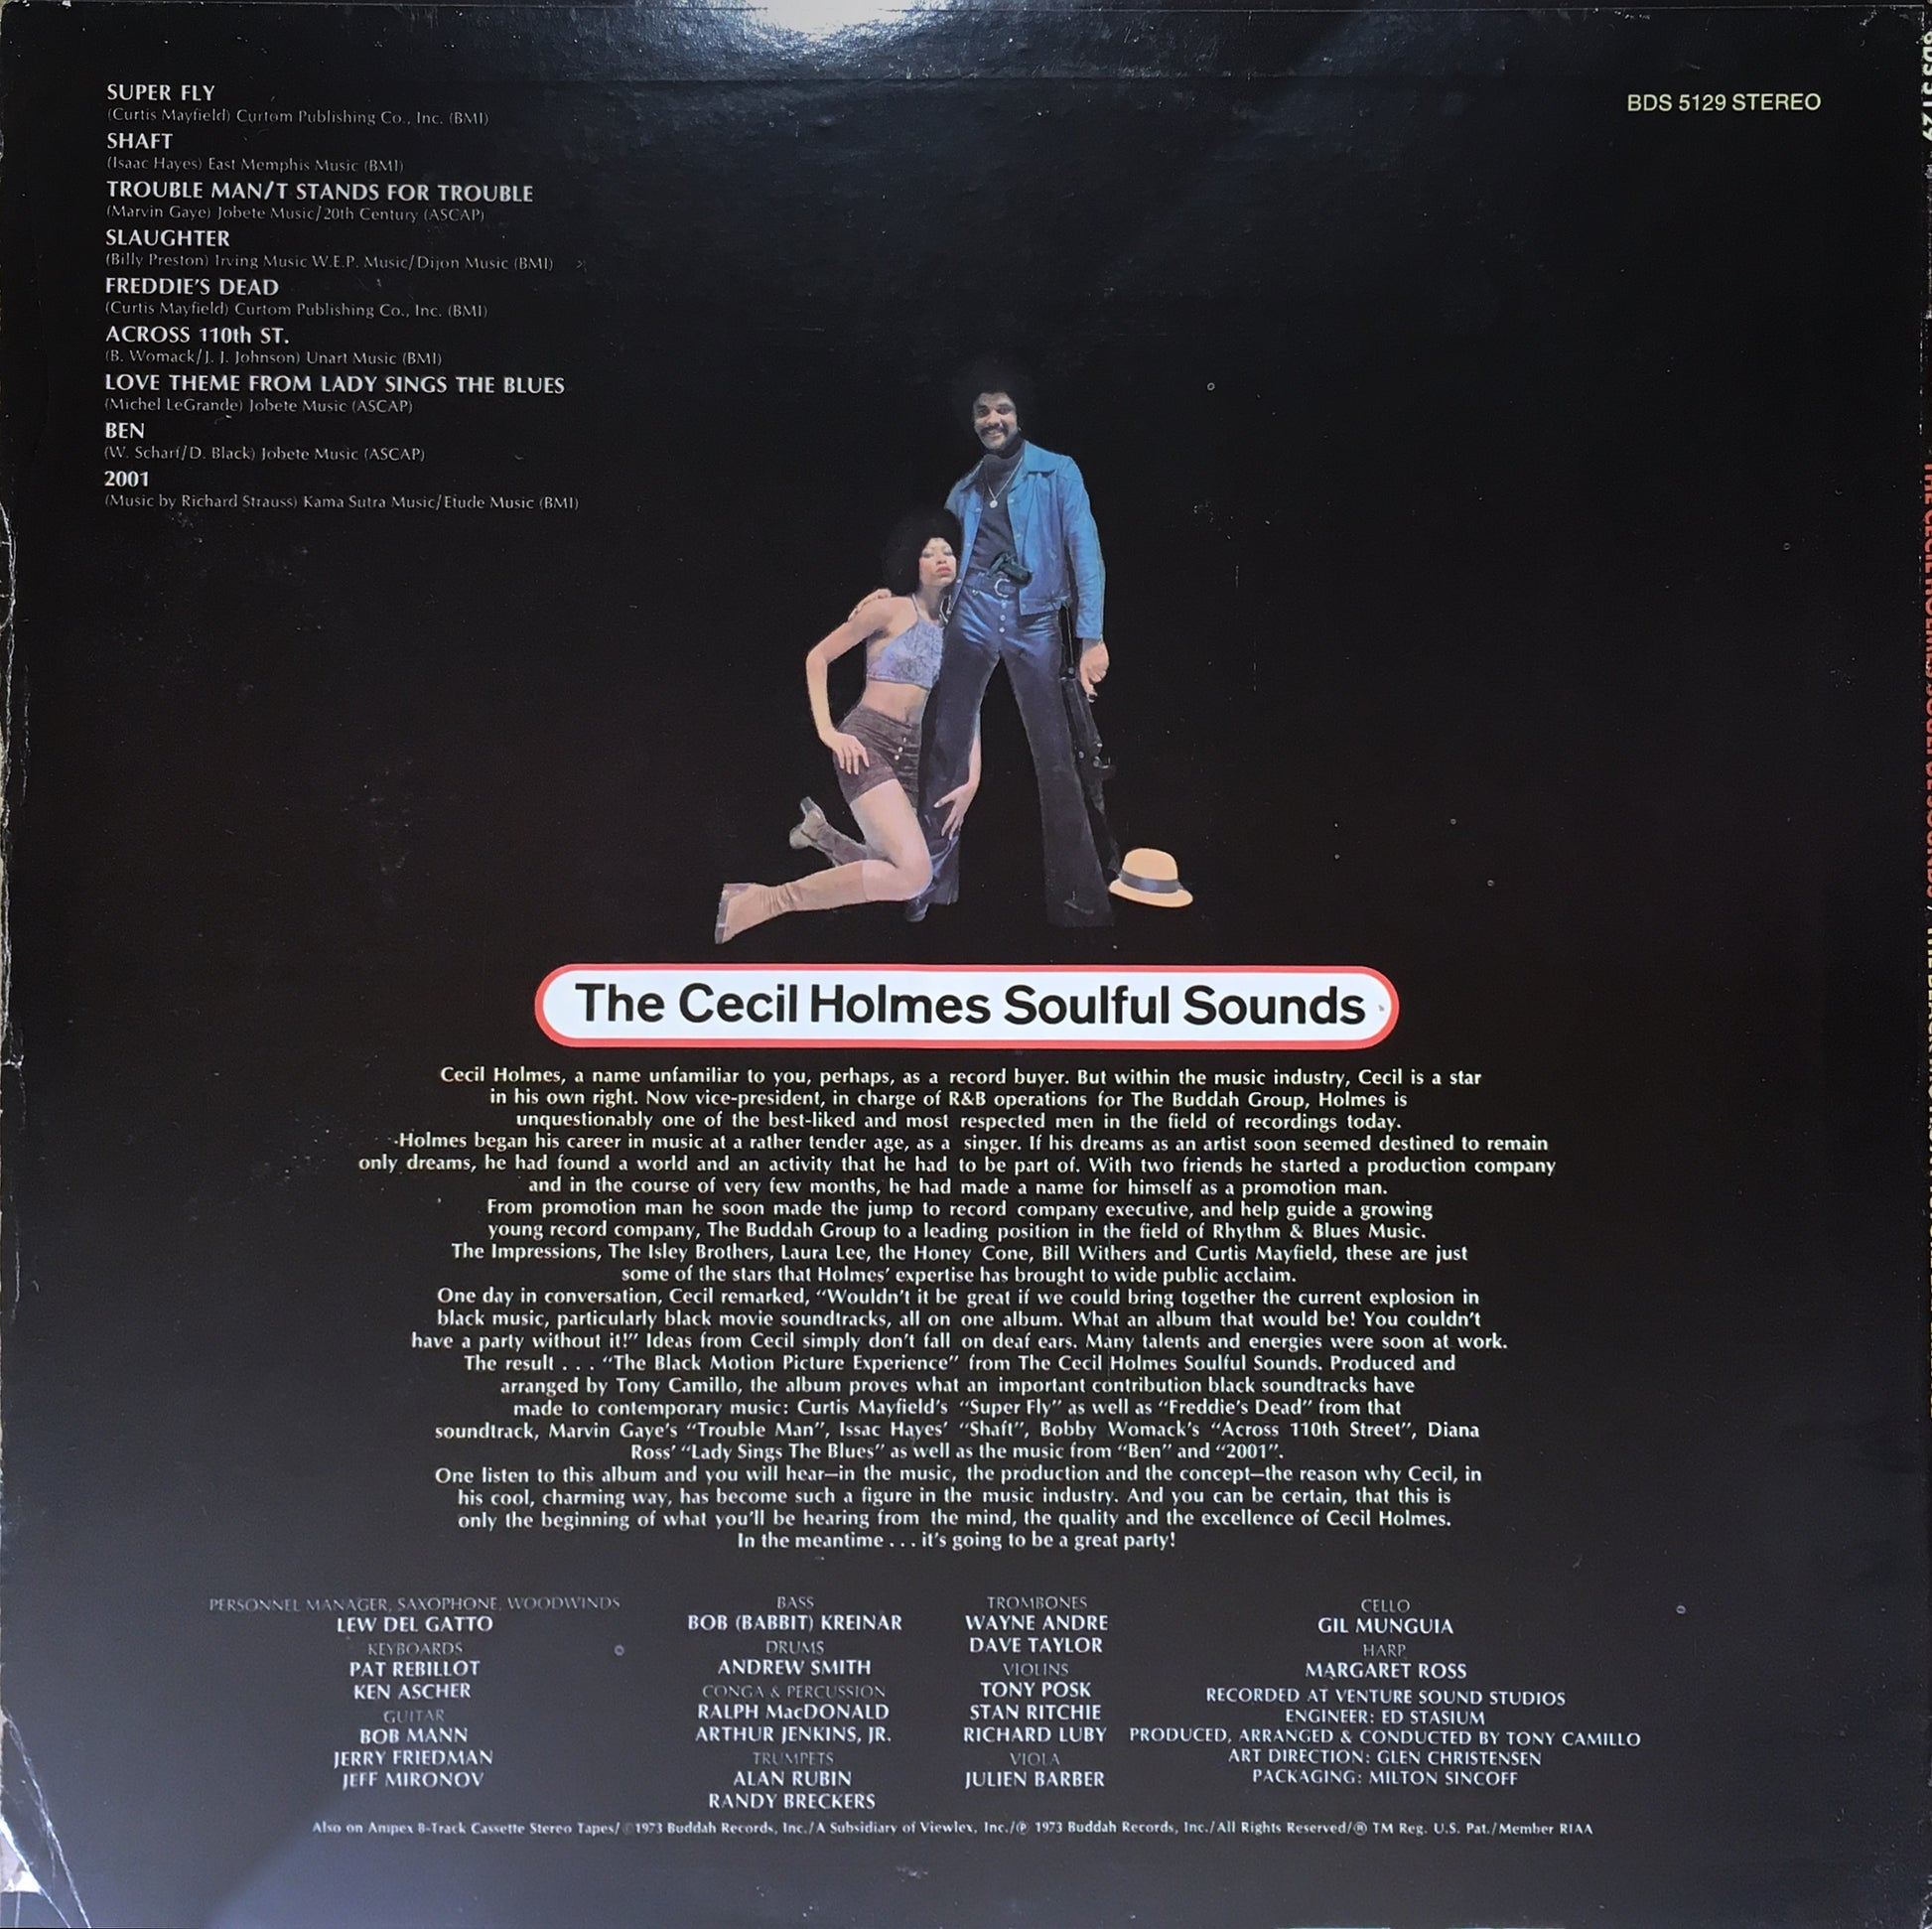 SUPER FLY
(Curtis Mayfield) Curtom Publishing Co., Inc. (BMI)
SHAFT
(Isaac Hayes) East Memphis Music (BMI)
TROUBLE MAN/T STANDS FOR TROUBLE
(Marvin Gaye) Jobete Music/20th Century (ASCAP)
SLAUGHTER
(Billy Preston) Irving Music W.E.P. Music/Dijon Music (BMI)
FREDDIE'S DEAD
(Curtis Mayfield) Curtom Publishing Co., Inc. (BMI)
ACROSS 110th ST.
(B. Womack/J. J. Johnson) Unart Music (BMI)
LOVE THEME FROM LADY SINGS THE BLUES
(Michel LeGrande) Jobete Music (ASCAP)
BEN
(W. Scharf/D. Black) Jobete Music (ASCAP)
2001
(Music by Richard Strauss) Kama Sutra Music/Etude Music (BMI)
BDS 5129 STEREO
The Cecil Holmes Soulful Sounds
Cecil Holmes, a name unfamiliar to you, perhaps, as a record buyer. But within the music industry, Cecil is a star
in his own right. Now vice-president, in charge of R&B operations for The Buddah Group, Holmes is
unquestionably one of the best-liked and most respected men in the field of recordings today.
Holmes began his career in music at a rather tender age, as a singer. If his dreams as an artist soon seemed destined to remain
only dreams, he had found a world and an activity that he had to be part of. With two friends he started a production company
and in the course of very few months, he had made a name for himself as a promotion man.
From promotion man he soon made the jump to record company executive, and help guide a growing
young record company, The Buddah Group to a leading position in the field of Rhythm & Blues Music.
The Impressions, The Isley Brothers, Laura Lee, the Honey Cone, Bill Withers and Curtis Mayfield, these are just
some of the stars that Holmes' expertise has brought to wide public acclaim.
One day in conversation, Cecil remarked, "Wouldn't it be great if we could bring together the current explosion in
black music, particularly black movie soundtracks, all on one album. What an album that would be! You couldn't
have a party without it!" Ideas from Cecil simply don't fall on deaf ears. Many talents and energies were soon at work.
The result . . . "The Black Motion Picture Experience" from The Cecil Holmes Soulful Sounds. Produced and
arranged by Tony Camillo, the album proves what an important contribution black soundtracks have
made to contemporary music: Curtis Mayfield's "Super Fly" as well as "Freddie's Dead" from that
soundtrack, Marvin Gaye's "Trouble Man", Issac Hayes' "Shaft", Bobby Womack's "Across 110th Street", Diana
Ross' "Lady Sings The Blues" as well as the music from "Ben" and "2001".
One listen to this album and you will hear—in the music, the production and the concept—the reason why Cecil, in
his cool, charming way, has become such a figure in the music industry. And you can be certain, that this is
only the beginning of what you'll be hearing from the mind, the quality and the excellence of Cecil Holmes.
In the meantime . . . it's going to be a great party!
PERSONNEL MANAGER, SAXOPHONE, WOODWINDS
LEW DEL GATTO
KEYBOARDS
PAT REBILLOT
KEN ASCHER
GUITAR
BOB MANN
JERRY FRIEDMAN
JEFF MIRONOV
BASS
BOB (BABBIT) KREINAR
DRUMS
ANDREW SMITH
CONGA & PERCUSSION
RALPH MacDONALD
ARTHUR JENKINS, JR.
TRUMPETS
ALAN RUBIN
RANDY BRECKERS
TROMBONES
WAYNE ANDRE
DAVE TAYLOR
VIOLINS
TONY POSK
STAN RITCHIE
RICHARD LUBY
VIOLA
JULIEN BARBER
CELLO
GIL MUNGUIA
HARP
MARGARET ROSS
RECORDED AT VENTURE SOUND STUDIOS
ENGINEER: ED STASIUM
PRODUCED, ARRANGED & CONDUCTED BY TONY CAMILLO
ART DIRECTION: GLEN CHRISTENSEN
PACKAGING: MILTON SINCOFF
Also on Ampex 8-Track Cassette Stereo Tapes/©1973 Buddah Records, Inc./A Subsidiary of Viewlex, Inc./℗ 1973 Buddah Records, Inc./All Rights Reserved/® TM Reg. U.S. Pat./Member RIAA